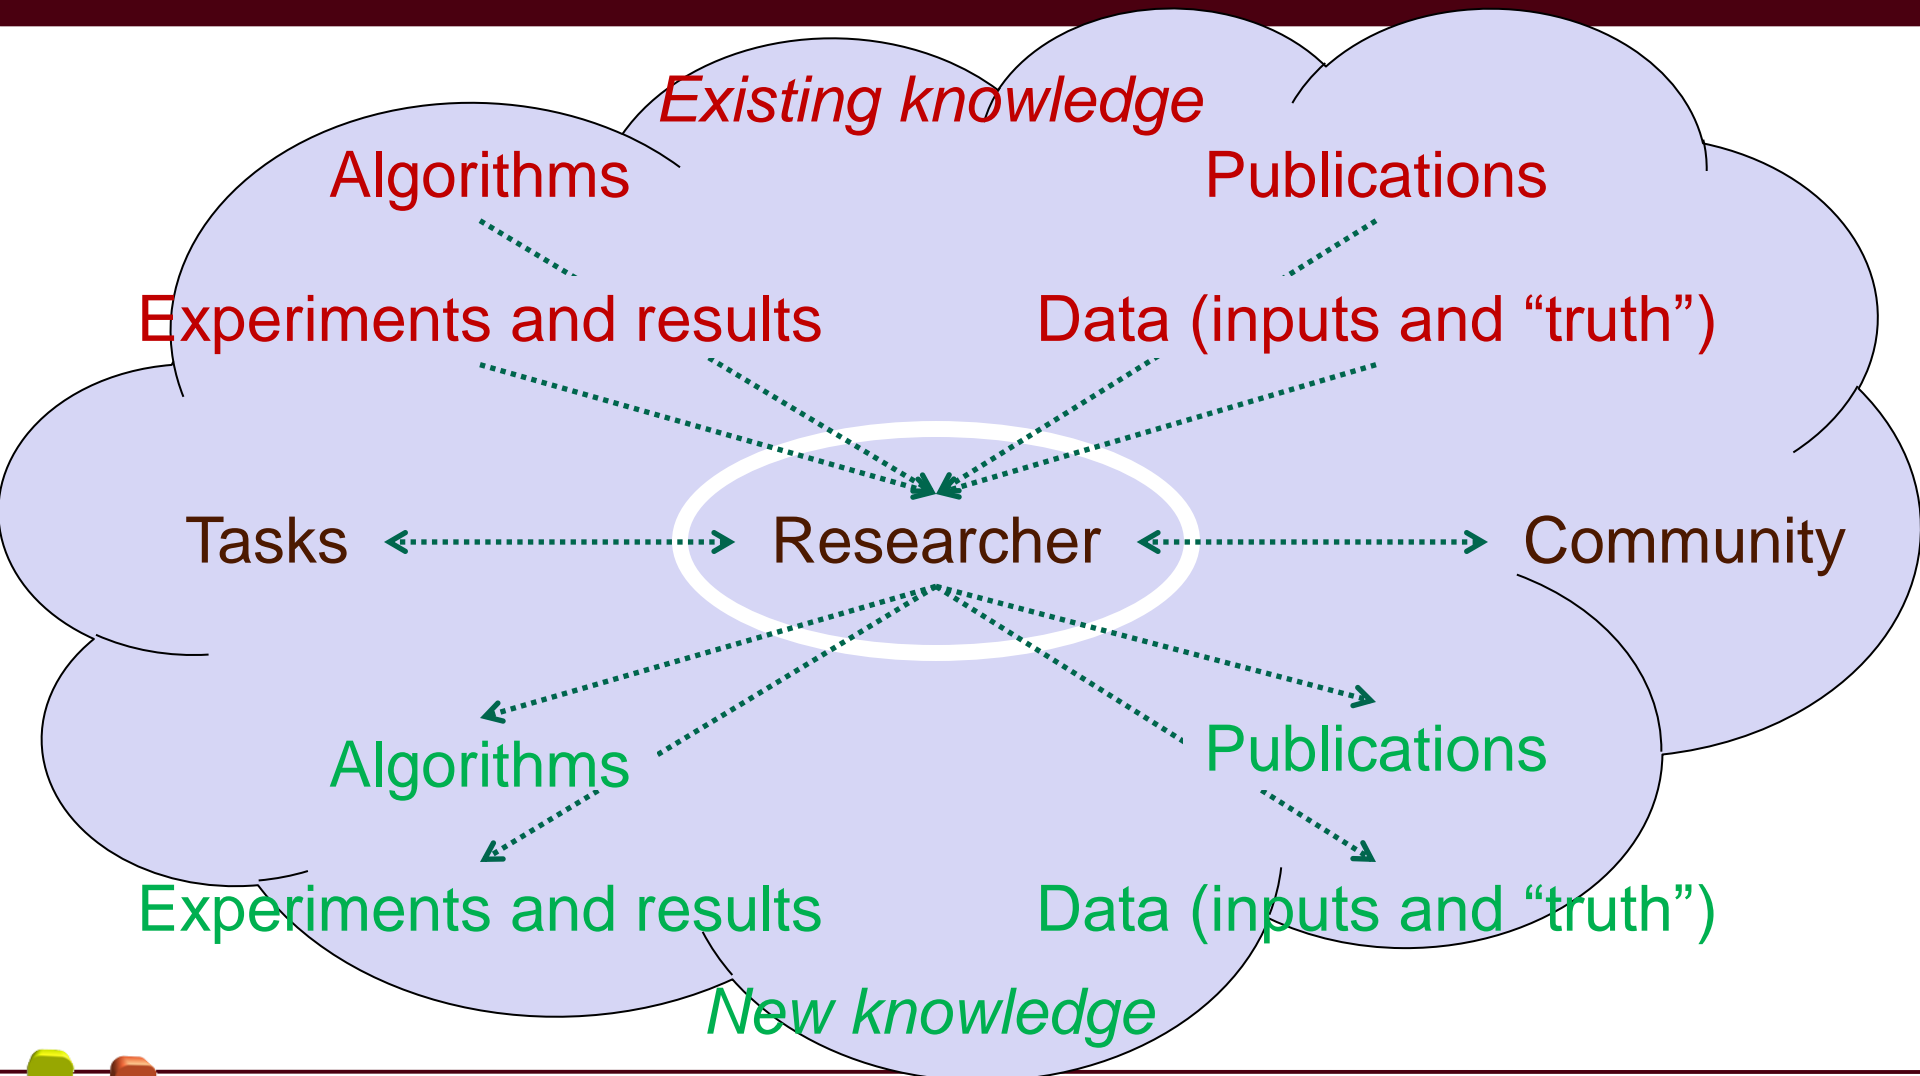 Existing knowledge
Algorithms
Publications
Experiments and results
Data (inputs and “truth”)
Tasks
Researcher
Community
Algorithms
Publications
Experiments and results
Data (inputs and “truth”)
New knowledge